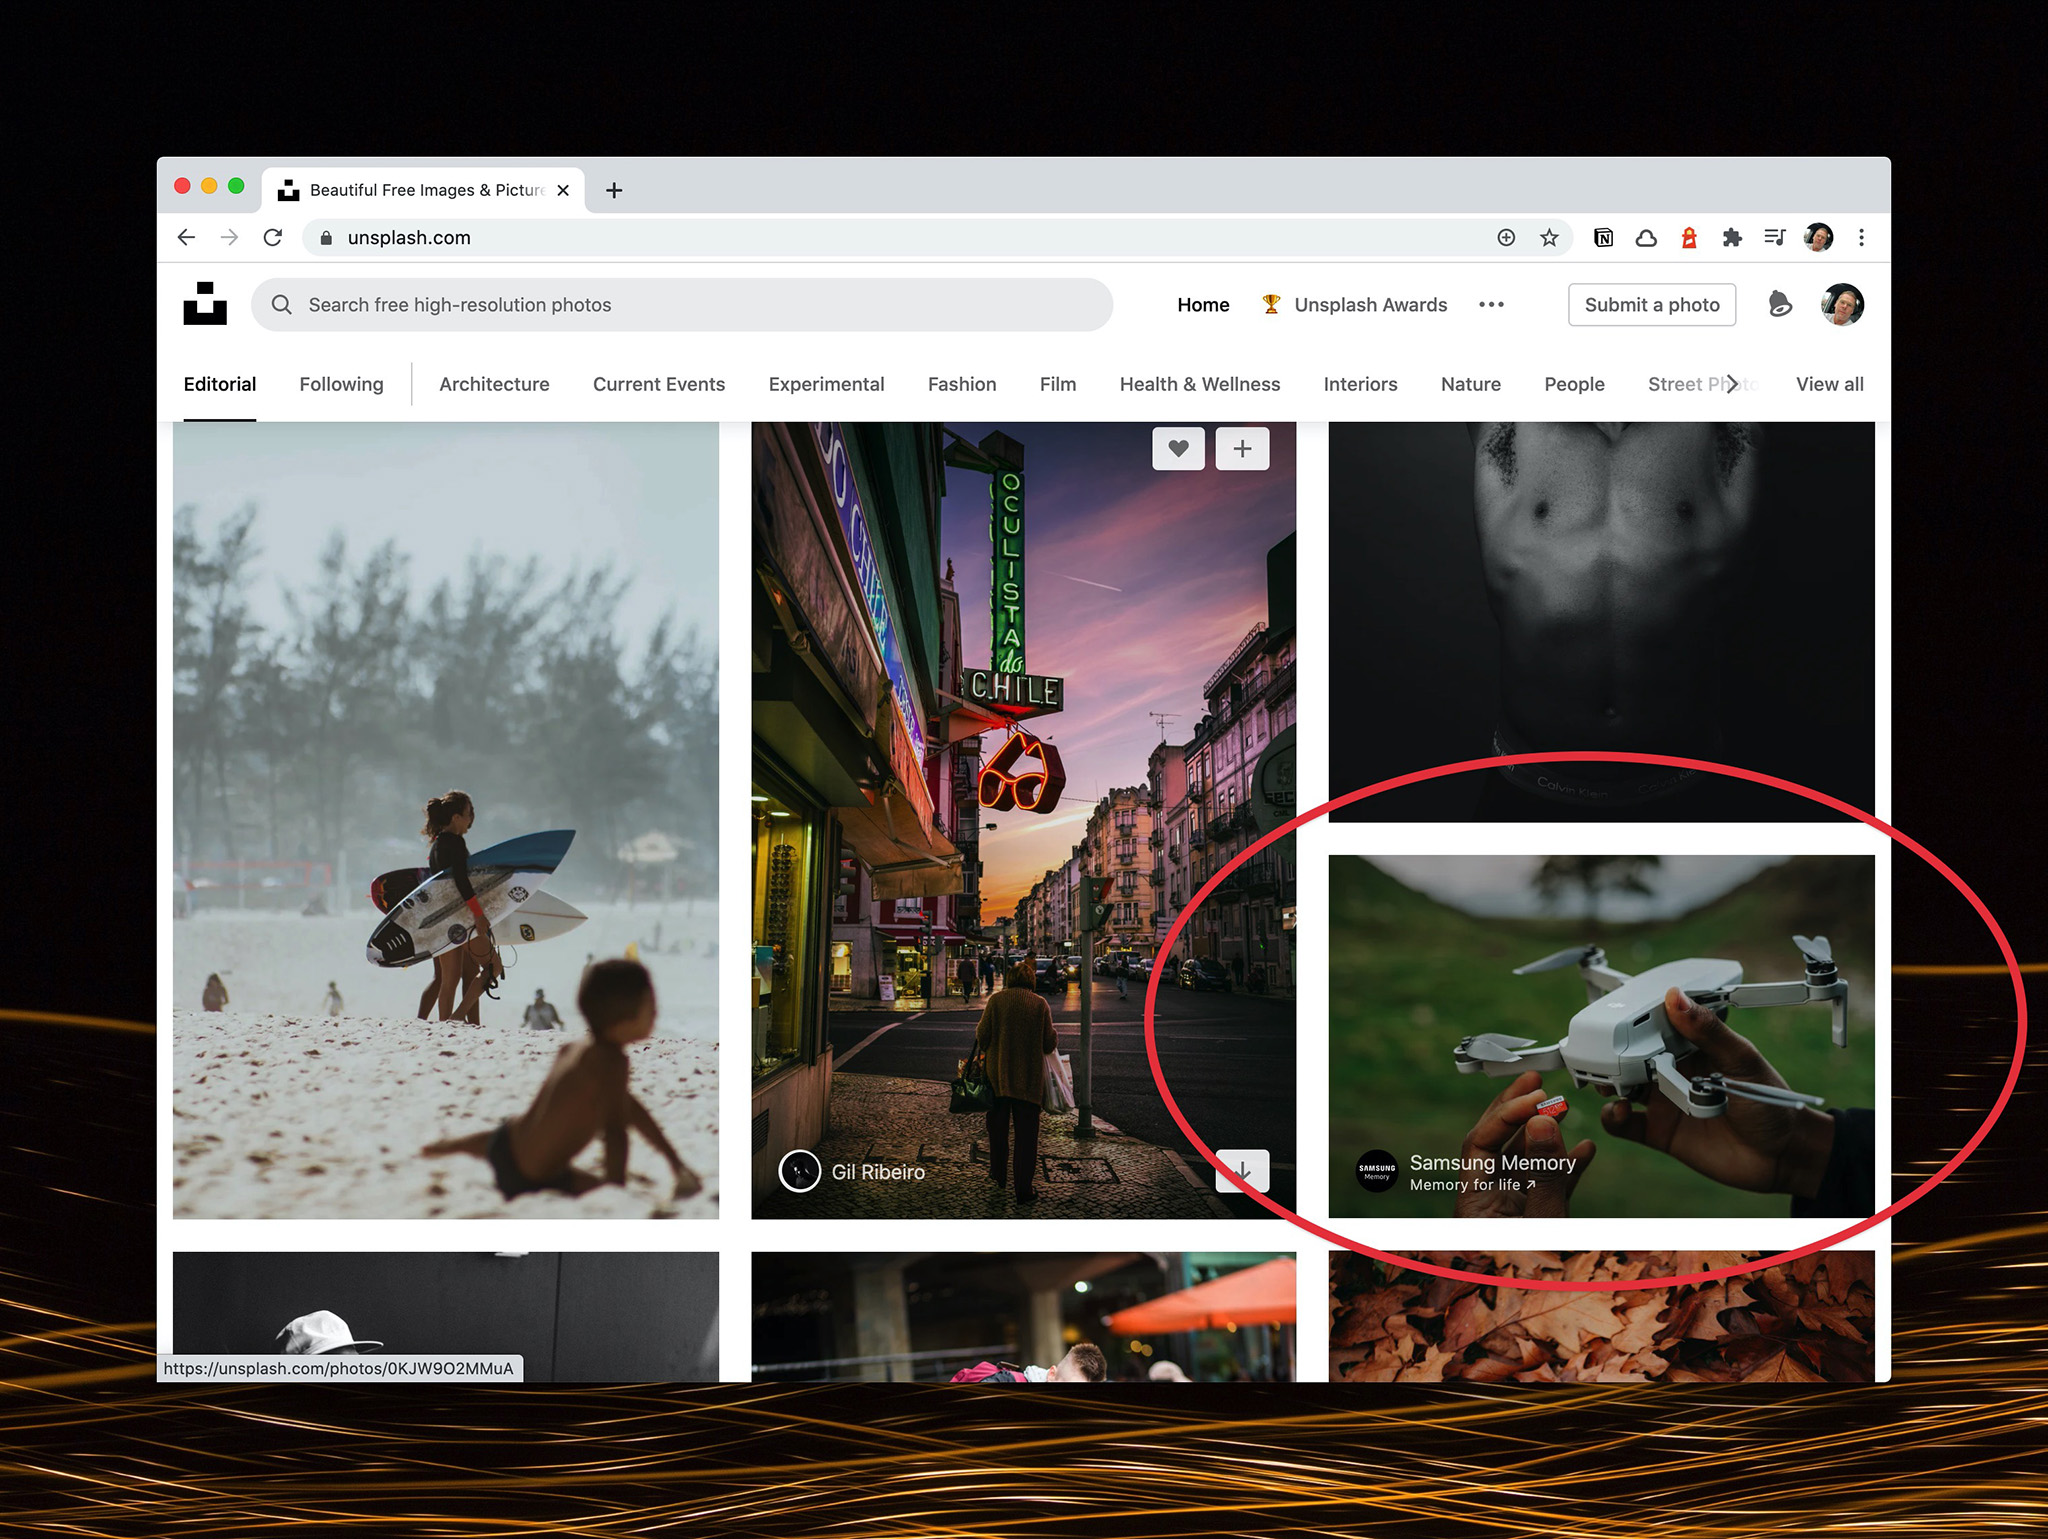 Beautiful Free Images & Picture
unsplash.com
Search free high-resolution photos
Home
Unsplash Awards
Submit a photo
Editorial
Following
Architecture
Current Events
Experimental
Fashion
Film
Health & Wellness
Interiors
Nature
People
Street Photo
View all
OCULISTA
do
CHILE
Calvin Klein
Gil Ribeiro
SAMSUNG
Memory
Samsung Memory
Memory for life ↗
https://unsplash.com/photos/0KJW9O2MMuA